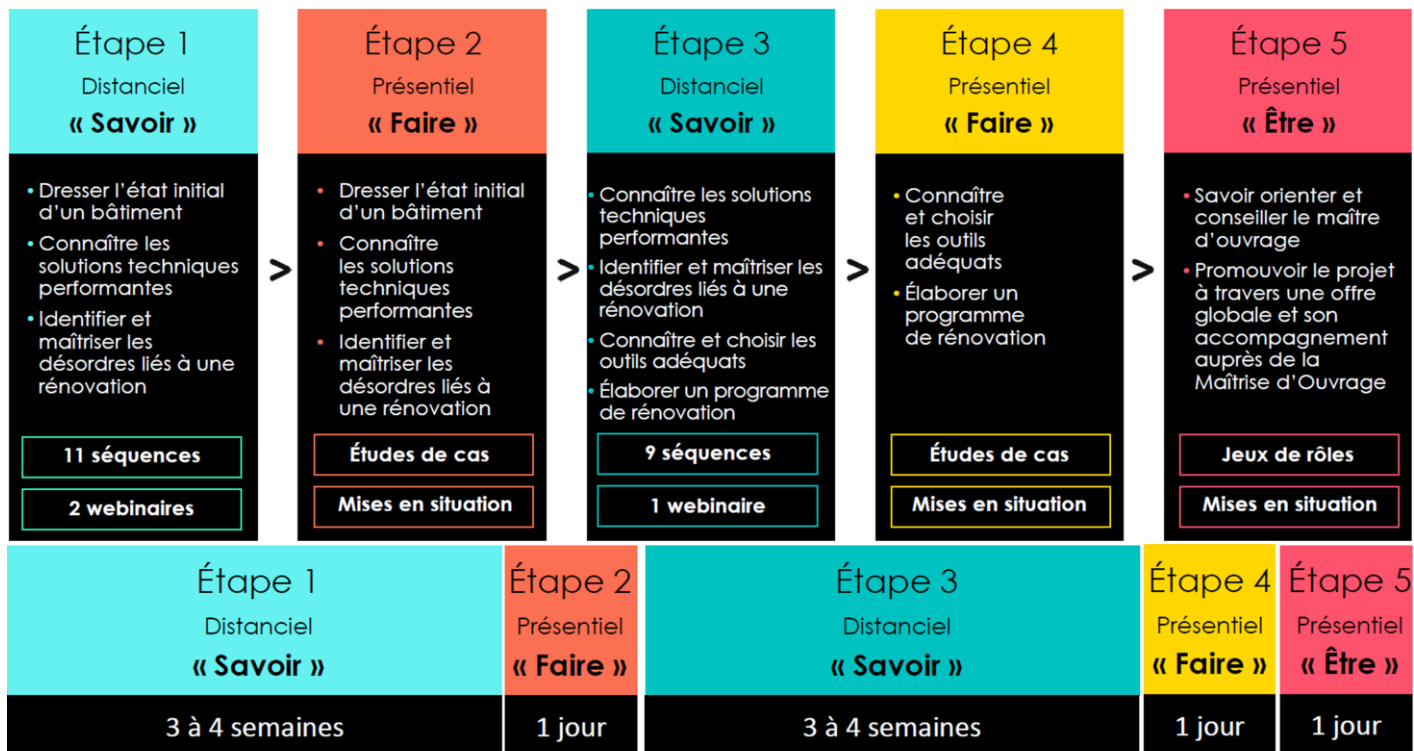 Étape 1
Distanciel
« Savoir »
• Dresser l’état initial
d’un bâtiment
• Connaître les
solutions techniques
performantes
• Identifier et
maîtriser les
désordres liés à une
rénovation
11 séquences
2 webinaires
>
Étape 2
Présentiel
« Faire »
• Dresser l’état initial
d’un bâtiment
• Connaître
les solutions
techniques
performantes
• Identifier et
maîtriser les
désordres liés à
une rénovation
Études de cas
Mises en situation
>
Étape 3
Distanciel
« Savoir »
• Connaître les solutions
techniques
performantes
• Identifier et maîtriser les
désordres liés à une
rénovation
• Connaître et choisir les
outils adéquats
• Élaborer un programme
de rénovation
9 séquences
1 webinaire
>
Étape 4
Présentiel
« Faire »
• Connaître
et choisir
les outils
adéquats
• Élaborer un
programme
de rénovation
Études de cas
Mises en situation
>
Étape 5
Présentiel
« Être »
• Savoir orienter et
conseiller le maître
d’ouvrage
• Promouvoir le projet
à travers une offre
globale et son
accompagnement
auprès de la
Maîtrise d’Ouvrage
Jeux de rôles
Mises en situation
Étape 1
Distanciel
« Savoir »
3 à 4 semaines
Étape 2
Présentiel
« Faire »
1 jour
Étape 3
Distanciel
« Savoir »
3 à 4 semaines
Étape 4
Présentiel
« Faire »
1 jour
Étape 5
Présentiel
« Être »
1 jour